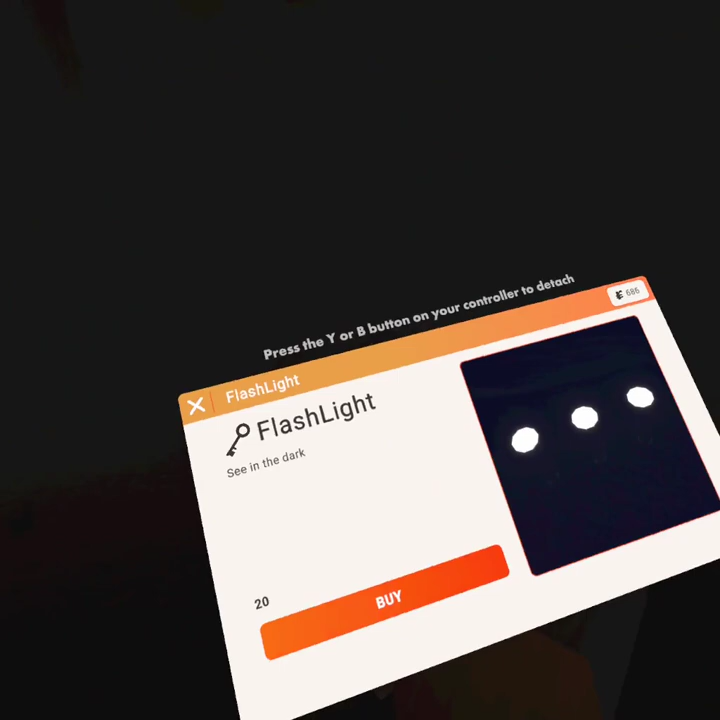 Press the Y or B button on your controller to detach
686
FlashLight
FlashLight
See in the dark
20
BUY